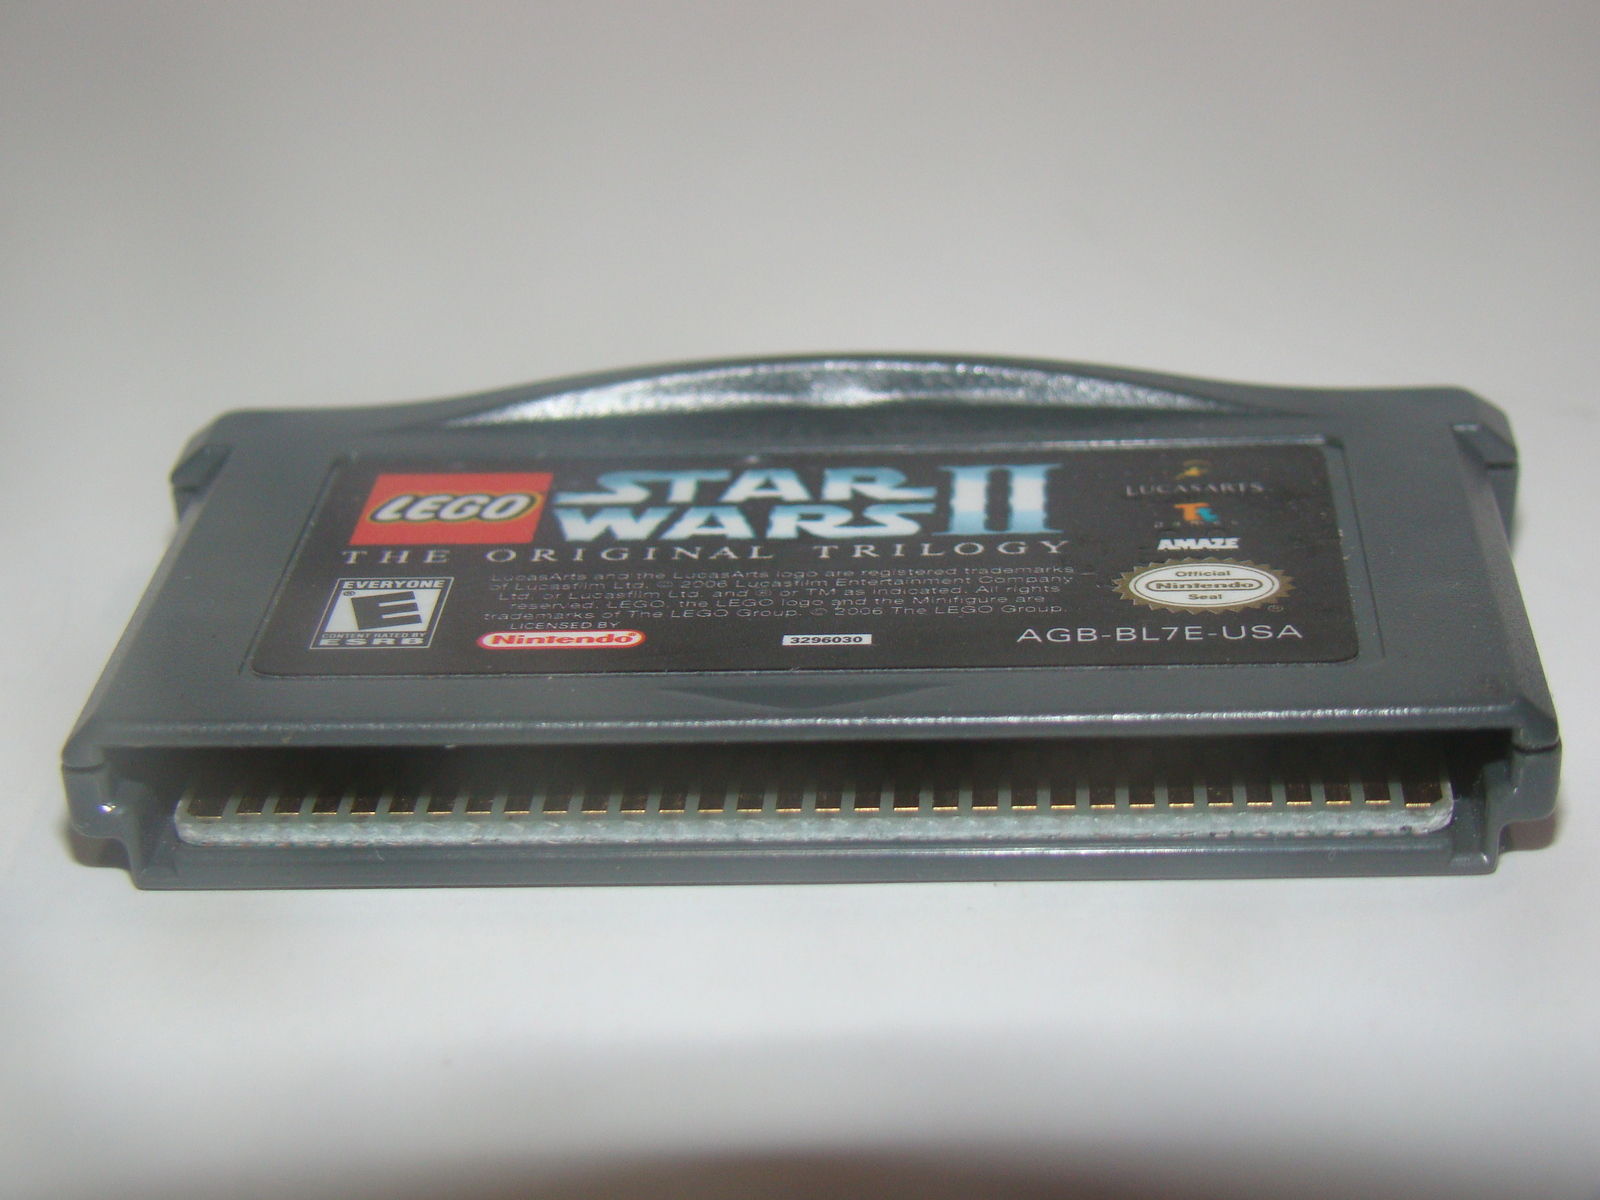 LEGO STAR WARS II
THE ORIGINAL TRILOGY
LUCASARTS
AMAZE
Official
Nintendo
Seal
®
EVERYONE
E
®
CONTENT RATED BY
ESRB
LucasArts and the LucasArts logo are registered trademarks
of Lucasfilm Ltd. © 2006 Lucasfilm Entertainment Company
Ltd. or Lucasfilm Ltd. and ® or TM as indicated. All rights
reserved. LEGO, the LEGO logo and the Minifigure are
trademarks of The LEGO Group. © 2006 The LEGO Group.
LICENSED BY
Nintendo®
3296030
AGB-BL7E-USA